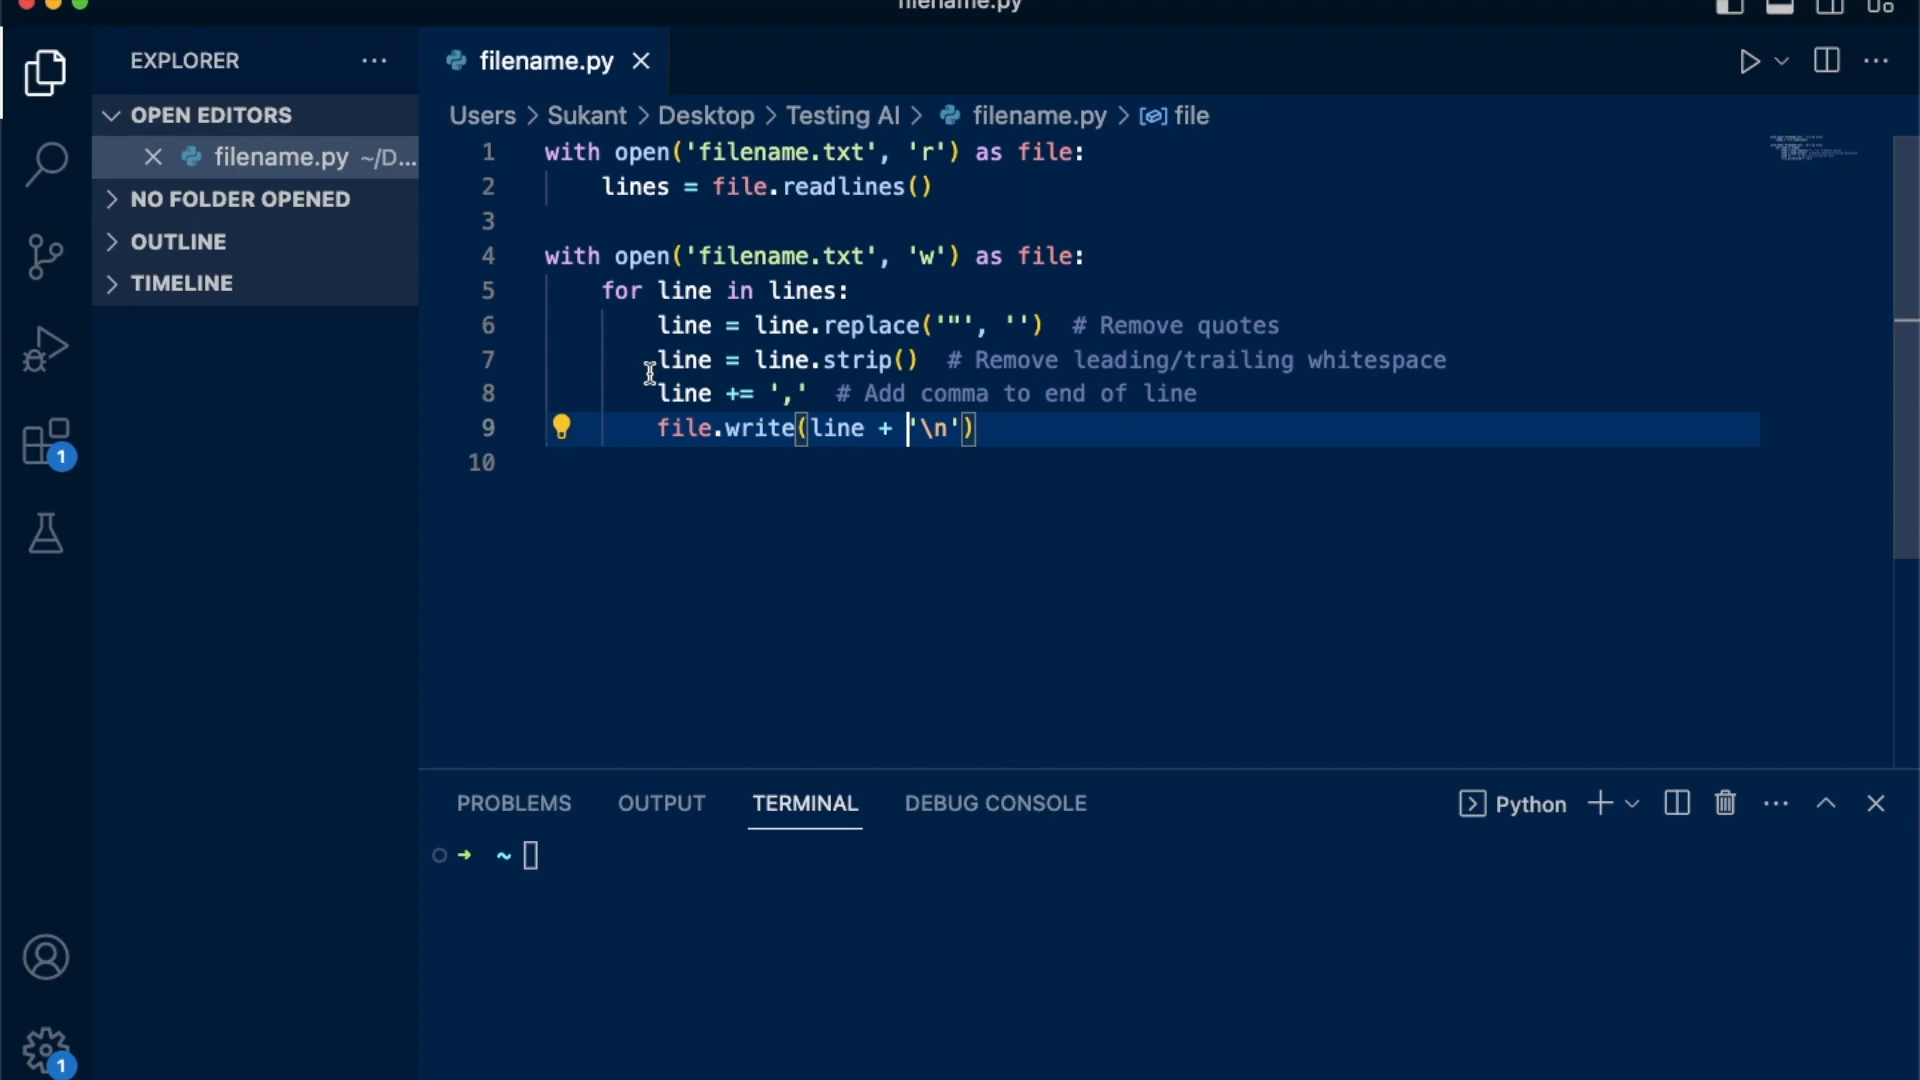 filename.py
EXPLORER
filename.py
OPEN EDITORS
Users > Sukant > Desktop > Testing AI > filename.py > file
filename.py ~/D...
NO FOLDER OPENED
OUTLINE
TIMELINE
1 with open('filename.txt', 'r') as file:
2     lines = file.readlines()
3
4 with open('filename.txt', 'w') as file:
5     for line in lines:
6         line = line.replace('"', '')  # Remove quotes
7         line = line.strip()  # Remove leading/trailing whitespace
8         line += ','  # Add comma to end of line
9         file.write(line + '\n')
10
1
PROBLEMS OUTPUT TERMINAL DEBUG CONSOLE Python
~
1